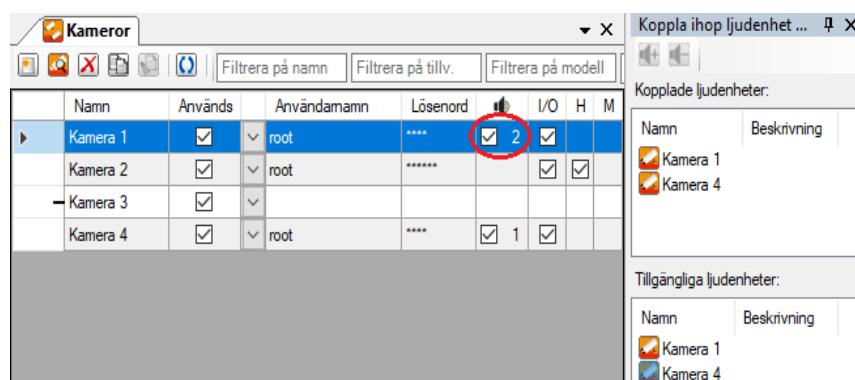 Kameror
Filtrera på namn Filtrera på tillv. Filtrera på modell
Namn Används Användarnamn Lösenord I/O H M
Kamera 1 root **** 2
Kamera 2 root ******
Kamera 3
Kamera 4 root **** 1
Koppla ihop ljudenhet ...
Kopplade ljudenheter:
Namn Beskrivning
Kamera 1
Kamera 4
Tillgängliga ljudenheter:
Namn Beskrivning
Kamera 1
Kamera 4